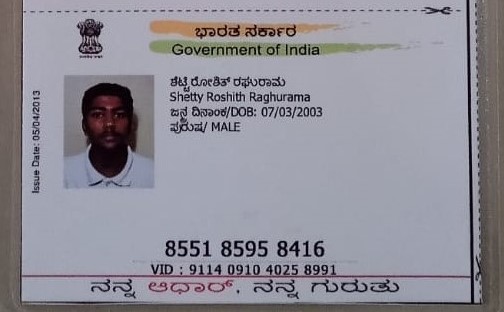 ಭಾರತ ಸರ್ಕಾರ
Government of India
Issue Date: 05/04/2013
ಶೆಟ್ಟಿ ರೋಶಿತ್ ರಘುರಾಮ
Shetty Roshith Raghurama
ಜನ್ಮ ದಿನಾಂಕ/DOB: 07/03/2003
ಪುರುಷ/ MALE
8551 8595 8416
VID : 9114 0910 4025 8991
ನನ್ನ ಆಧಾರ್, ನನ್ನ ಗುರುತು